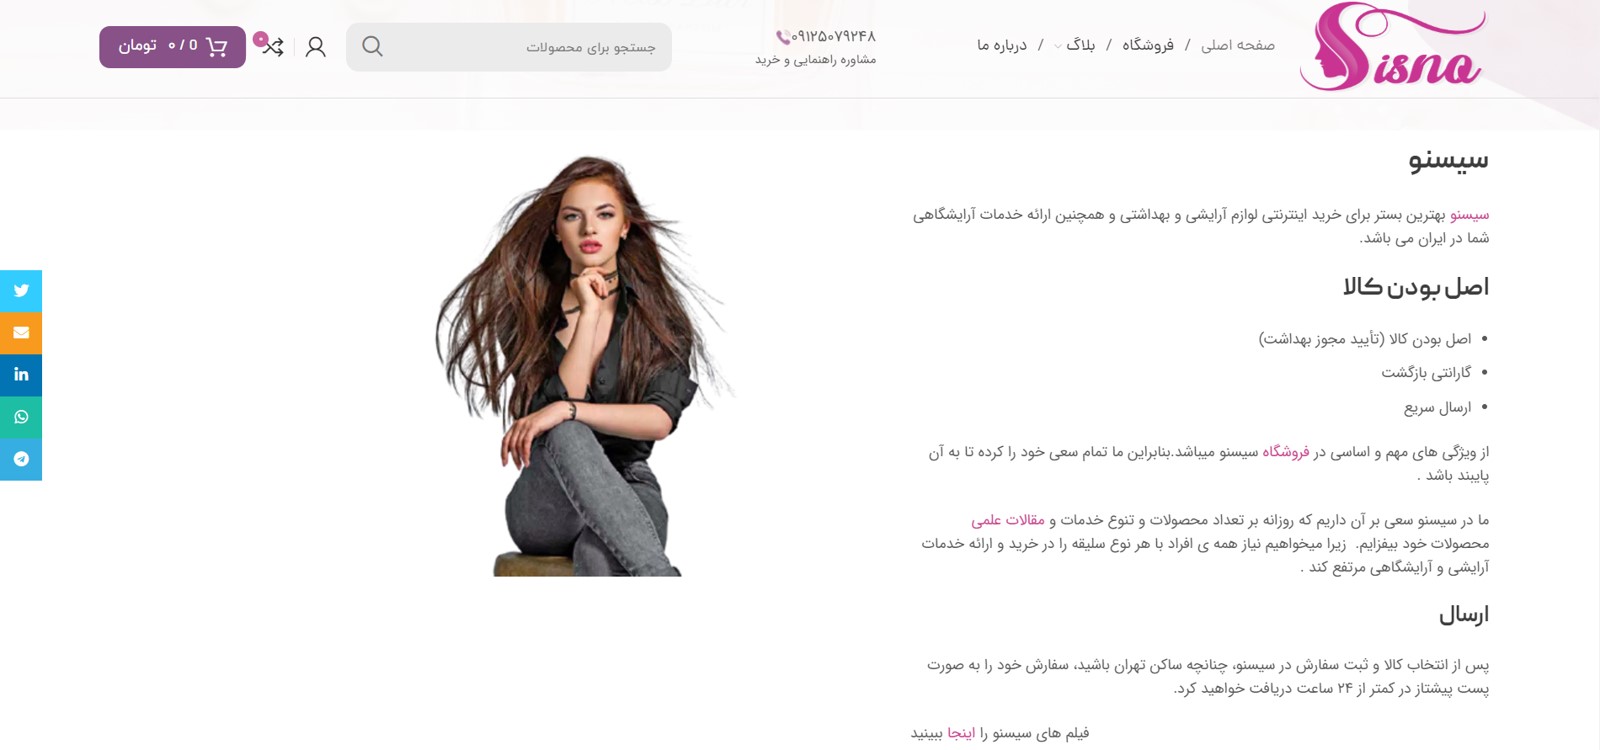 Sisno
صفحه اصلی / فروشگاه / بلاگ / درباره ما
۰۹۱۲۵۰۷۹۲۴۸
مشاوره راهنمایی و خرید
جستجو برای محصولات
۰
0 / ۰ تومان
سیسنو
سیسنو بهترین بستر برای خرید اینترنتی لوازم آرایشی و بهداشتی و همچنین ارائه خدمات آرایشگاهی
شما در ایران می باشد.
اصل بودن کالا
• اصل بودن کالا (تأیید مجوز بهداشت)
• گارانتی بازگشت
• ارسال سریع
از ویژگی های مهم و اساسی در فروشگاه سیسنو میباشد.بنابراین ما تمام سعی خود را کرده تا به آن
پایبند باشد .
ما در سیسنو سعی بر آن داریم که روزانه بر تعداد محصولات و تنوع خدمات و مقالات علمی
محصولات خود بیفزایم. زیرا میخواهیم نیاز همه ی افراد با هر نوع سلیقه را در خرید و ارائه خدمات
آرایشی و آرایشگاهی مرتفع کند .
ارسال
پس از انتخاب کالا و ثبت سفارش در سیسنو، چنانچه ساکن تهران باشید، سفارش خود را به صورت
پست پیشتاز در کمتر از ۲۴ ساعت دریافت خواهید کرد.
فیلم های سیسنو را اینجا ببینید